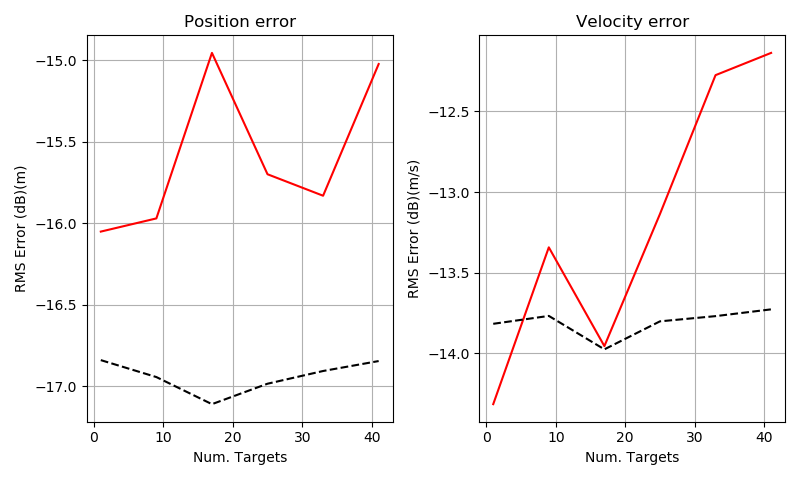 Position error
RMS Error (dB)(m)
−15.0
−15.5
−16.0
−16.5
−17.0
0 10 20 30 40
Num. Targets
Velocity error
RMS Error (dB)(m/s)
−12.5
−13.0
−13.5
−14.0
0 10 20 30 40
Num. Targets